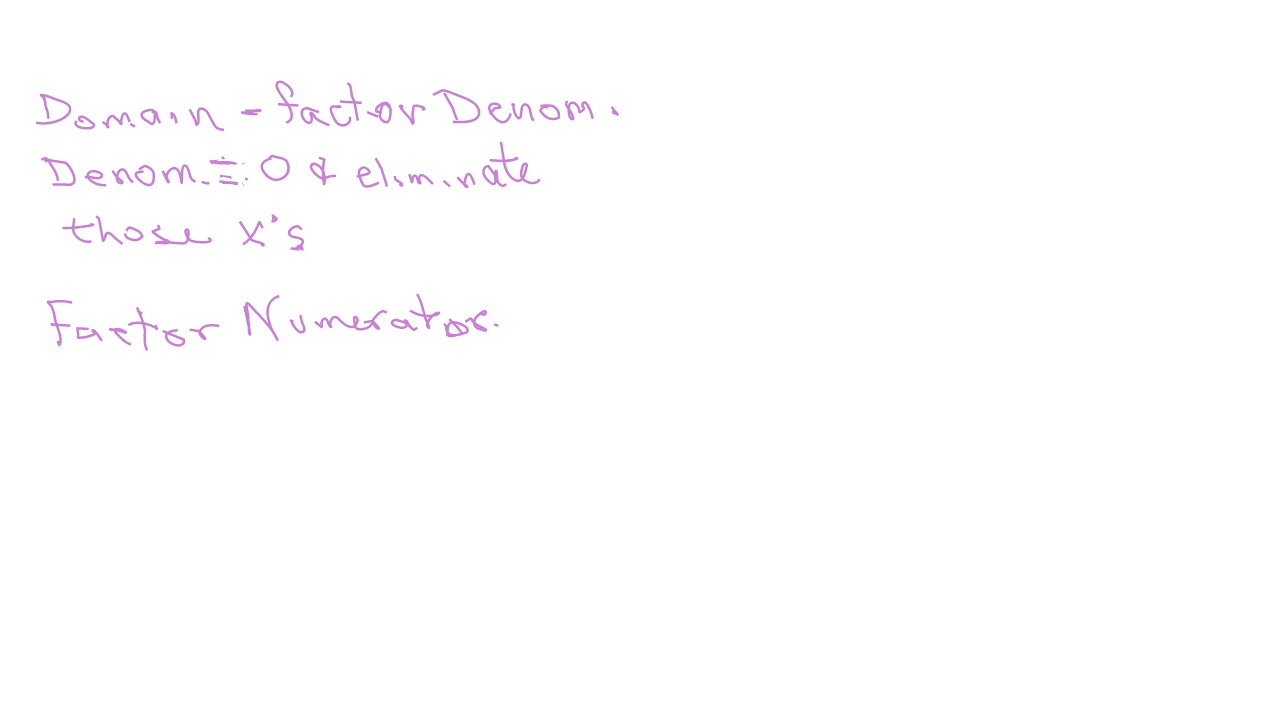 Domain - factor Denom.
Denom. = 0 & eliminate
those x's
Factor Numerator.